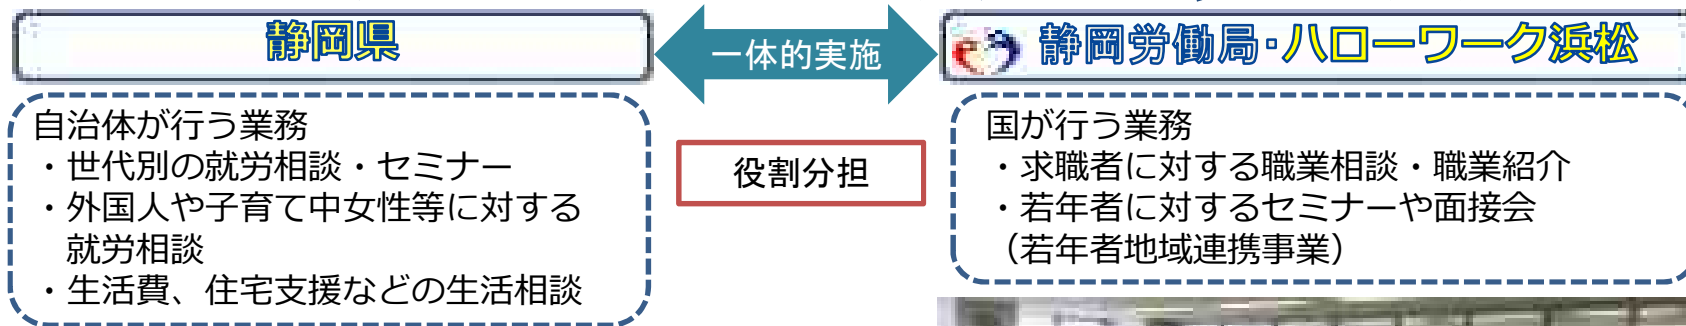 静岡県
一体的実施
静岡労働局・ハローワーク浜松
自治体が行う業務
・世代別の就労相談・セミナー
・外国人や子育て中女性等に対する
就労相談
・生活費、住宅支援などの生活相談
役割分担
国が行う業務
・求職者に対する職業相談・職業紹介
・若年者に対するセミナーや面接会
（若年者地域連携事業）